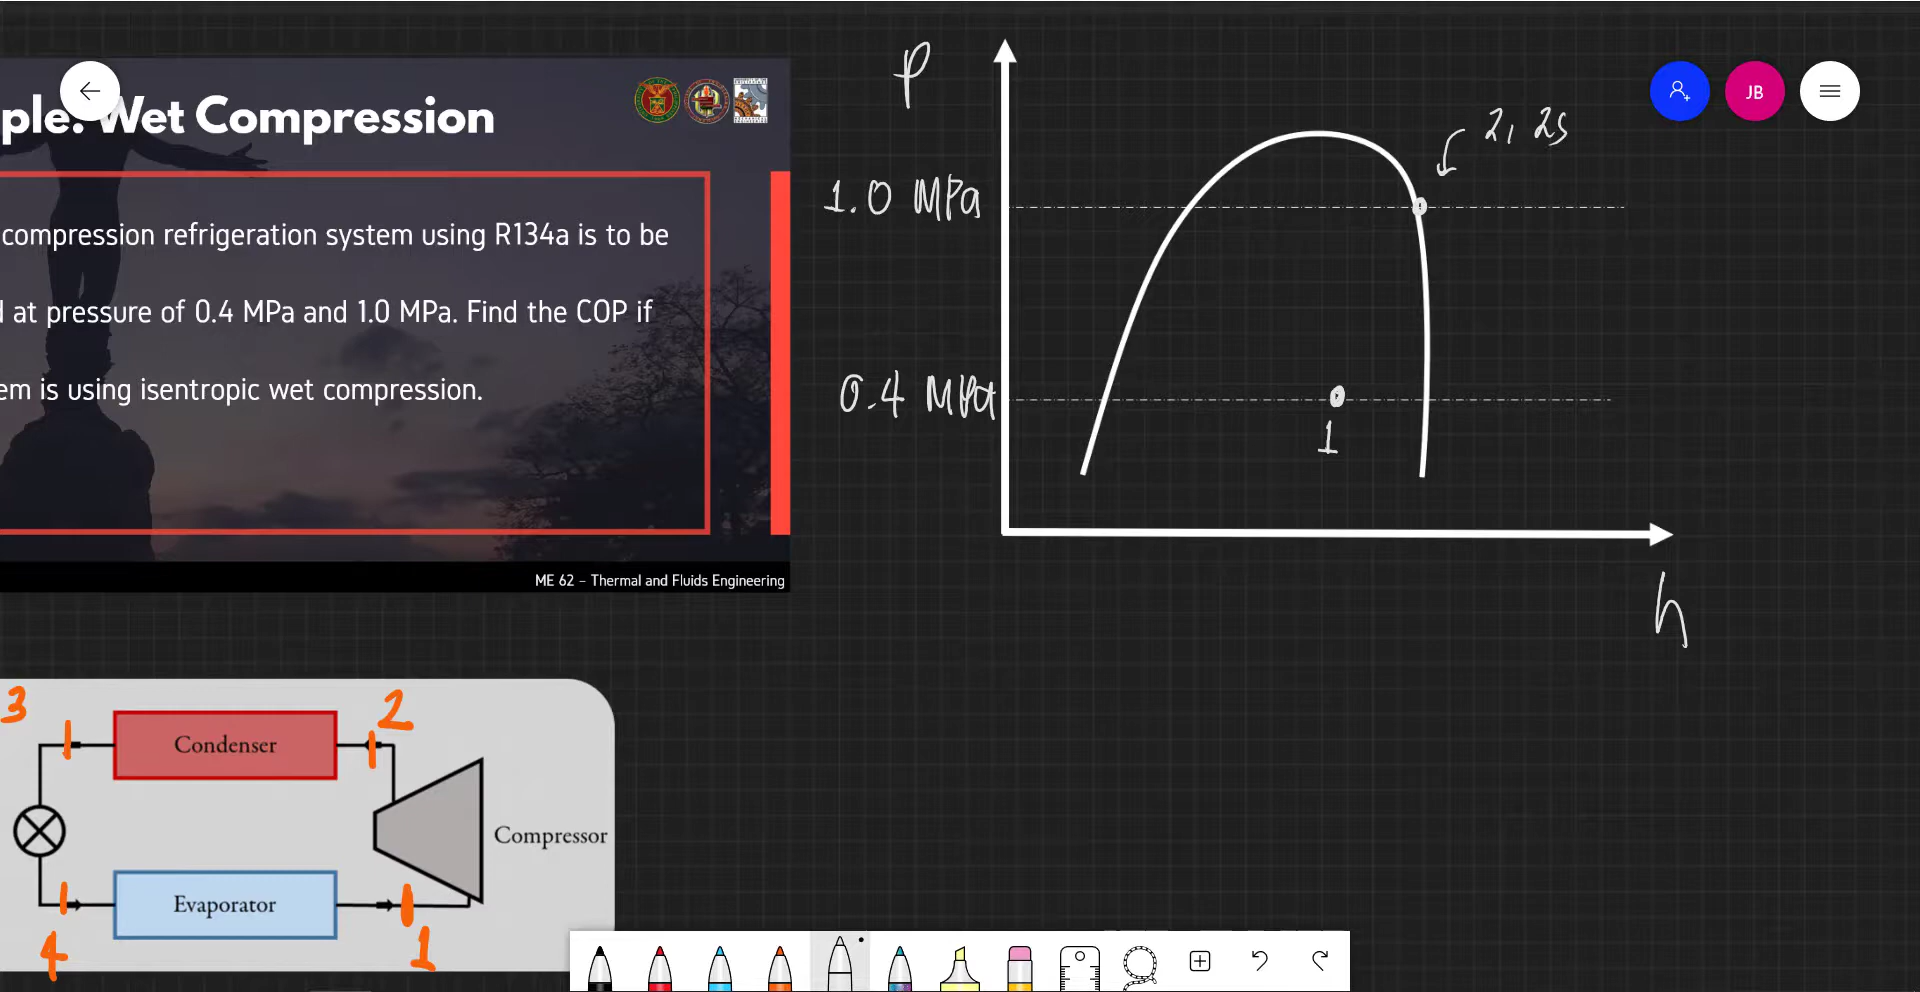 ple: Wet Compression
compression refrigeration system using R134a is to be
d at pressure of 0.4 MPa and 1.0 MPa. Find the COP if
em is using isentropic wet compression.
ME 62 – Thermal and Fluids Engineering
P
1.0 MPa
0.4 MPa
2, 2s
1
h
JB
3
2
Condenser
Compressor
Evaporator
4
1